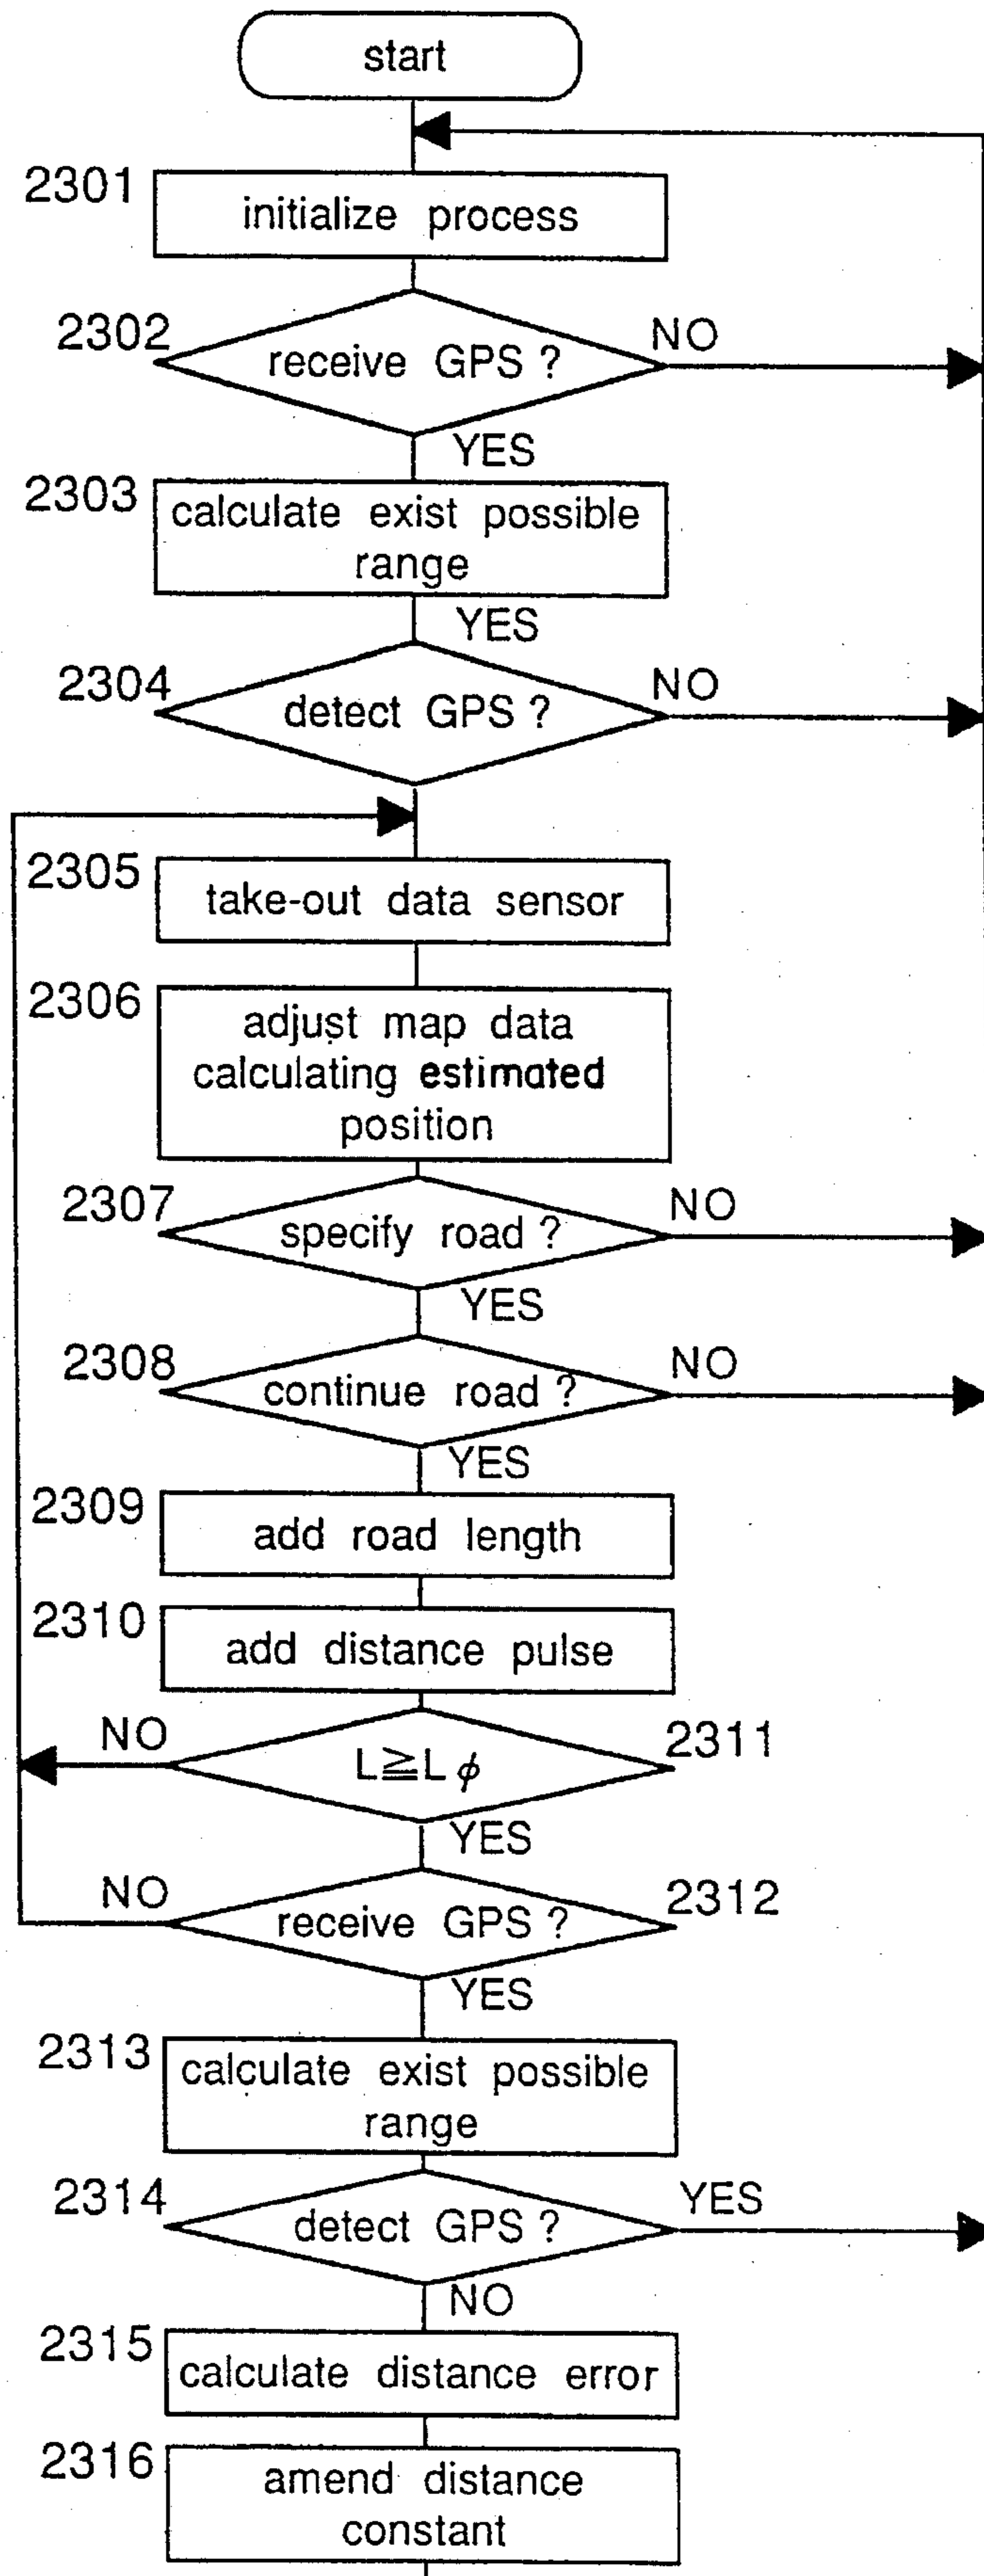 start
2301
initialize process
2302
receive GPS ?
NO
YES
2303
calculate exist possible
range
YES
2304
detect GPS ?
NO
2305
take-out data sensor
2306
adjust map data
calculating estimated
position
2307
specify road ?
NO
YES
2308
continue road ?
NO
YES
2309
add road length
2310
add distance pulse
NO
L≧L ϕ
2311
YES
NO
receive GPS ?
2312
YES
2313
calculate exist possible
range
2314
detect GPS ?
YES
NO
2315
calculate distance error
2316
amend distance
constant